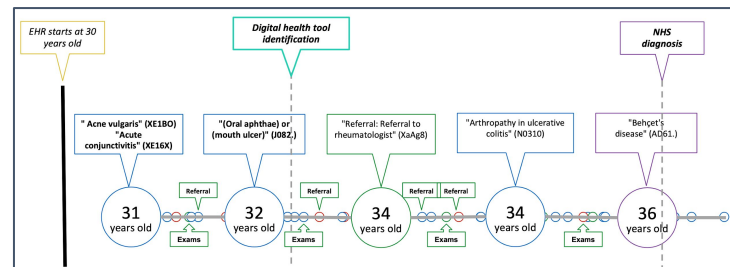 EHR starts at 30
years old
Digital health tool
identification
NHS
diagnosis
" Acne vulgaris" (XE1BO)
"Acute
conjunctivitis" (XE16X)
"(Oral aphthae) or
(mouth ulcer)" (J082.)
"Referral: Referral to
rheumatologist" (XaAg8)
"Arthropathy in ulcerative
colitis" (N0310)
"Behçet's
disease" (AD61.)
Referral
Referral
Referral
Referral
31
years old
32
years old
34
years old
34
years old
36
years old
Exams
Exams
Exams
Exams